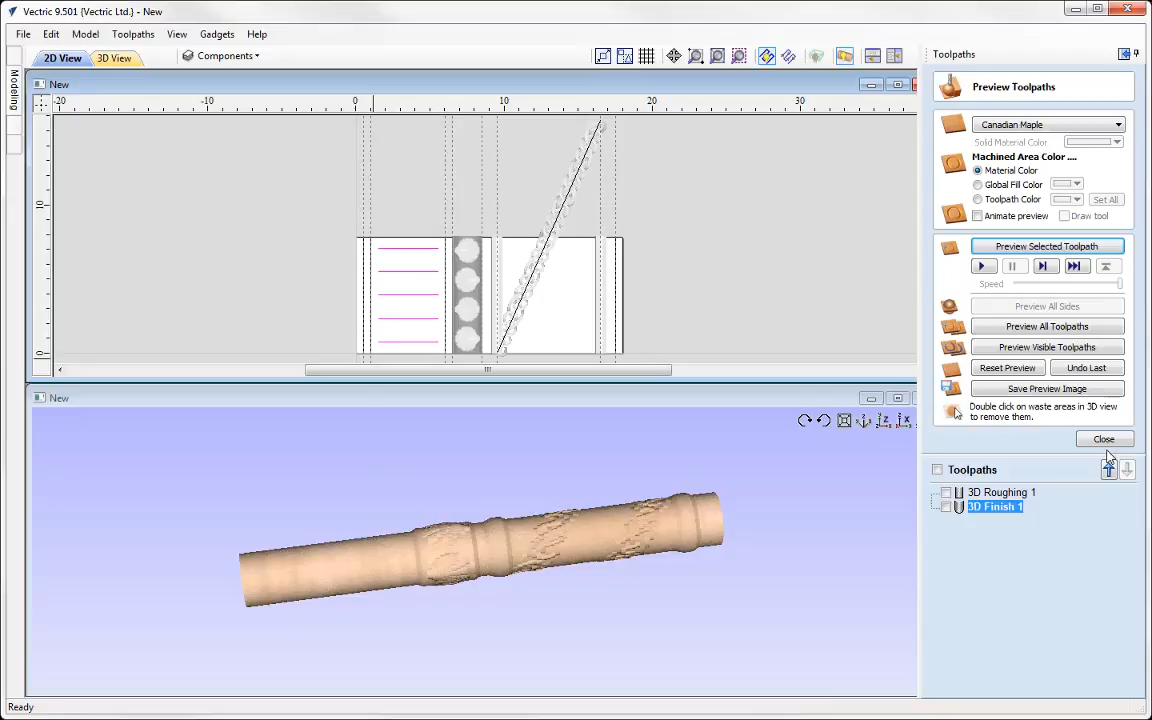 Vectric 9.501 {Vectric Ltd.} - New
File Edit Model Toolpaths View Gadgets Help
2D View 3D View Components
Modeling
New
-20 -10 0 10 20 30
10
0
New
Z X
Toolpaths
Preview Toolpaths
Canadian Maple
Solid Material Color
Machined Area Color ....
Material Color
Global Fill Color
Toolpath Color Set All
Animate preview Draw tool
Preview Selected Toolpath
Speed
Preview All Sides
Preview All Toolpaths
Preview Visible Toolpaths
Reset Preview Undo Last
Save Preview Image
Double click on waste areas in 3D view
to remove them.
Close
Toolpaths
3D Roughing 1
3D Finish 1
Ready